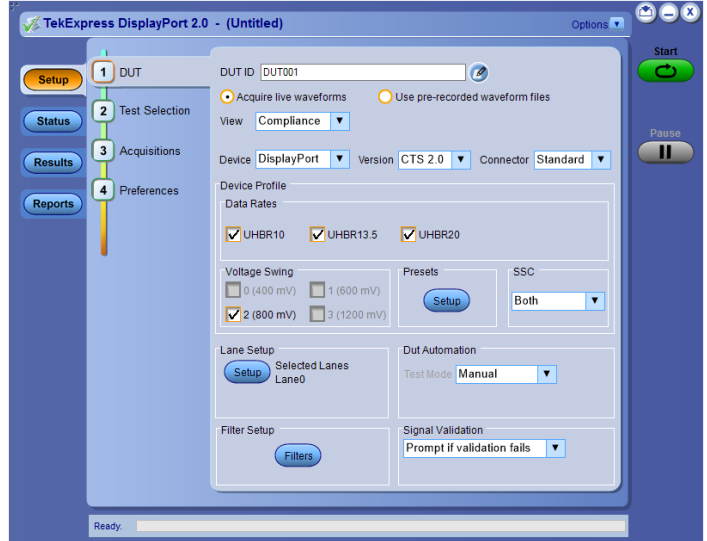 TekExpress DisplayPort 2.0 - (Untitled) Options
Start
Pause
Setup
Status
Results
Reports
1 DUT
2 Test Selection
3 Acquisitions
4 Preferences
DUT ID DUT001
Acquire live waveforms Use pre-recorded waveform files
View Compliance
Device DisplayPort Version CTS 2.0 Connector Standard
Device Profile
Data Rates
UHBR10 UHBR13.5 UHBR20
Voltage Swing
0 (400 mV) 1 (600 mV)
2 (800 mV) 3 (1200 mV)
Presets
Setup
SSC
Both
Lane Setup
Setup
Selected Lanes
Lane0
Dut Automation
Test Mode Manual
Filter Setup
Filters
Signal Validation
Prompt if validation fails
Ready.